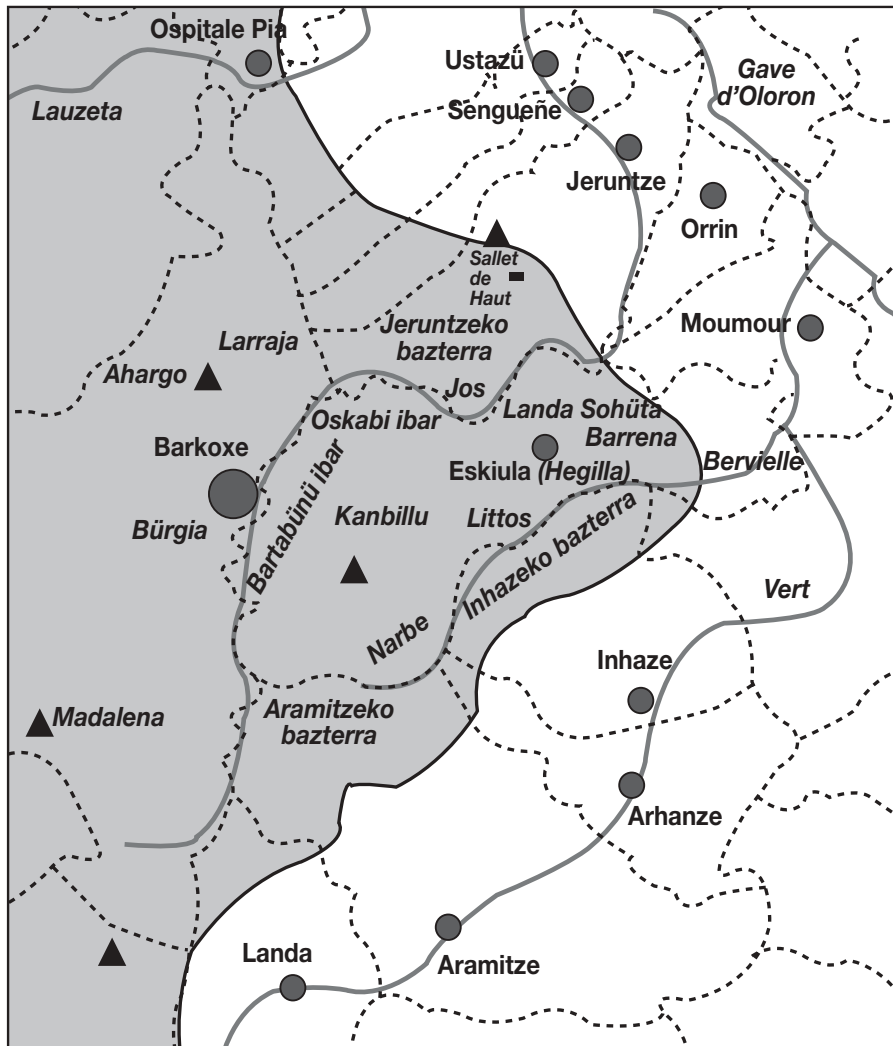 Ospitale Pia
Lauzeta
Ustazü
Sengueñe
Gave
d'Oloron
Jeruntze
Orrin
Sallet
de
Haut
Moumour
Jeruntzeko
bazterra
Larraja
Ahargo
Jos
Oskabi ibar
Landa Sohüta
Barrena
Barkoxe
Eskiula (Hegilla)
Bervielle
Bürgia
Bartabünü ibar
Kanbillu
Littos
Inhazeko bazterra
Vert
Narbe
Inhaze
Madalena
Aramitzeko
bazterra
Arhanze
Landa
Aramitze